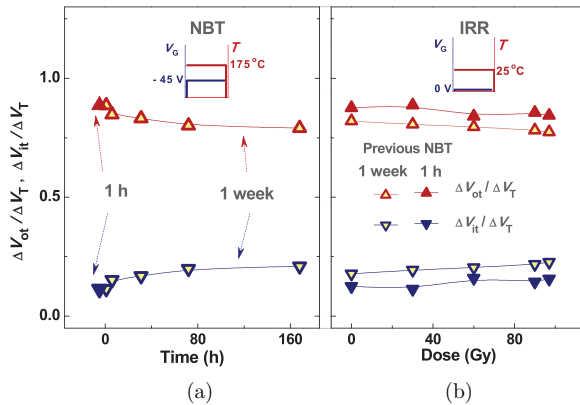 NBT
V_G
T
175°C
- 45 V
1 h
1 week
ΔV_ot/ΔV_T , ΔV_it/ΔV_T
1.0
0.5
0.0
0
80
160
Time (h)
(a)
IRR
V_G
T
25°C
0 V
Previous NBT
1 week 1 h
ΔV_ot/ΔV_T
ΔV_it/ΔV_T
0
40
80
Dose (Gy)
(b)